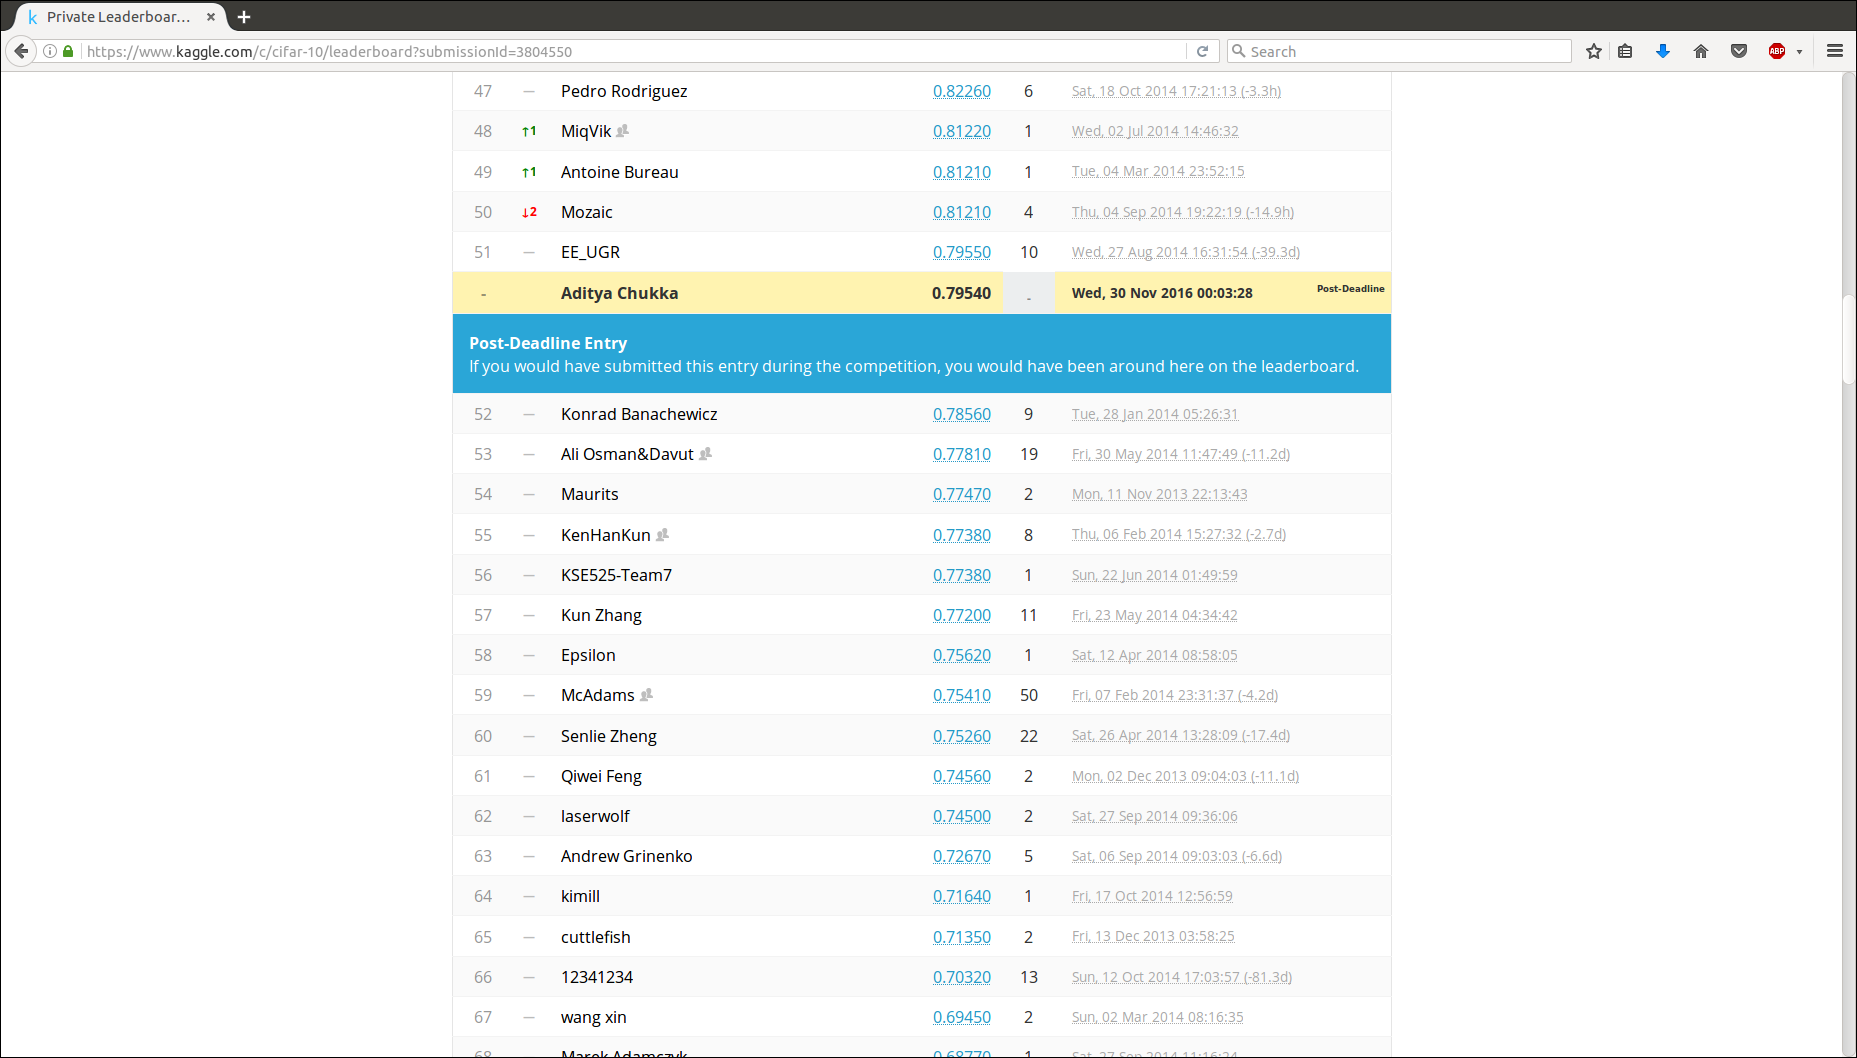 Private Leaderboar... × +
https://www.kaggle.com/c/cifar-10/leaderboard?submissionId=3804550 Search ABP
47 — Pedro Rodriguez 0.82260 6 Sat, 18 Oct 2014 17:21:13 (-3.3h)
48 ↑1 MiqVik 0.81220 1 Wed, 02 Jul 2014 14:46:32
49 ↑1 Antoine Bureau 0.81210 1 Tue, 04 Mar 2014 23:52:15
50 ↓2 Mozaic 0.81210 4 Thu, 04 Sep 2014 19:22:19 (-14.9h)
51 — EE_UGR 0.79550 10 Wed, 27 Aug 2014 16:31:54 (-39.3d)
- Aditya Chukka 0.79540 - Wed, 30 Nov 2016 00:03:28 Post-Deadline
Post-Deadline Entry
If you would have submitted this entry during the competition, you would have been around here on the leaderboard.
52 — Konrad Banachewicz 0.78560 9 Tue, 28 Jan 2014 05:26:31
53 — Ali Osman&Davut 0.77810 19 Fri, 30 May 2014 11:47:49 (-11.2d)
54 — Maurits 0.77470 2 Mon, 11 Nov 2013 22:13:43
55 — KenHanKun 0.77380 8 Thu, 06 Feb 2014 15:27:32 (-2.7d)
56 — KSE525-Team7 0.77380 1 Sun, 22 Jun 2014 01:49:59
57 — Kun Zhang 0.77200 11 Fri, 23 May 2014 04:34:42
58 — Epsilon 0.75620 1 Sat, 12 Apr 2014 08:58:05
59 — McAdams 0.75410 50 Fri, 07 Feb 2014 23:31:37 (-4.2d)
60 — Senlie Zheng 0.75260 22 Sat, 26 Apr 2014 13:28:09 (-17.4d)
61 — Qiwei Feng 0.74560 2 Mon, 02 Dec 2013 09:04:03 (-11.1d)
62 — laserwolf 0.74500 2 Sat, 27 Sep 2014 09:36:06
63 — Andrew Grinenko 0.72670 5 Sat, 06 Sep 2014 09:03:03 (-6.6d)
64 — kimill 0.71640 1 Fri, 17 Oct 2014 12:56:59
65 — cuttlefish 0.71350 2 Fri, 13 Dec 2013 03:58:25
66 — 12341234 0.70320 13 Sun, 12 Oct 2014 17:03:57 (-81.3d)
67 — wang xin 0.69450 2 Sun, 02 Mar 2014 08:16:35
68 — Marek Adamczyk 0.68770 1 Sat, 27 Sep 2014 11:16:24